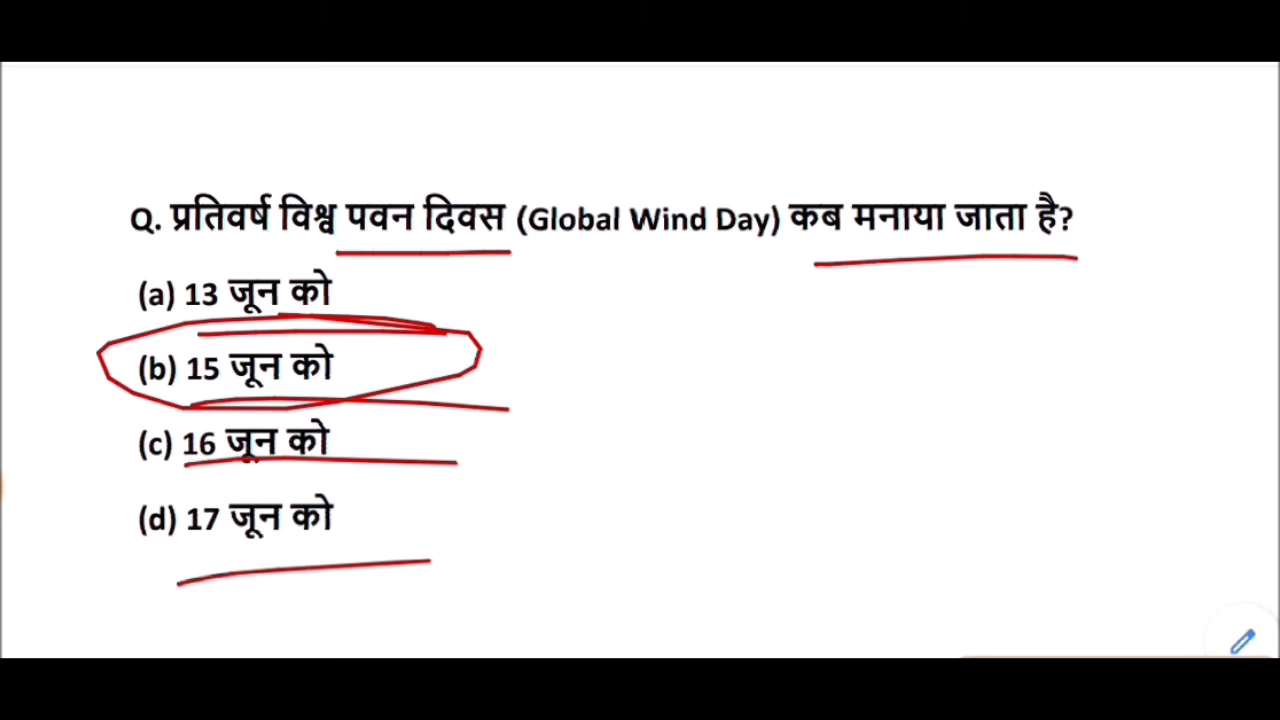 Q. प्रतिवर्ष विश्व पवन दिवस (Global Wind Day) कब मनाया जाता है?
(a) 13 जून को
(b) 15 जून को
(c) 16 जून को
(d) 17 जून को